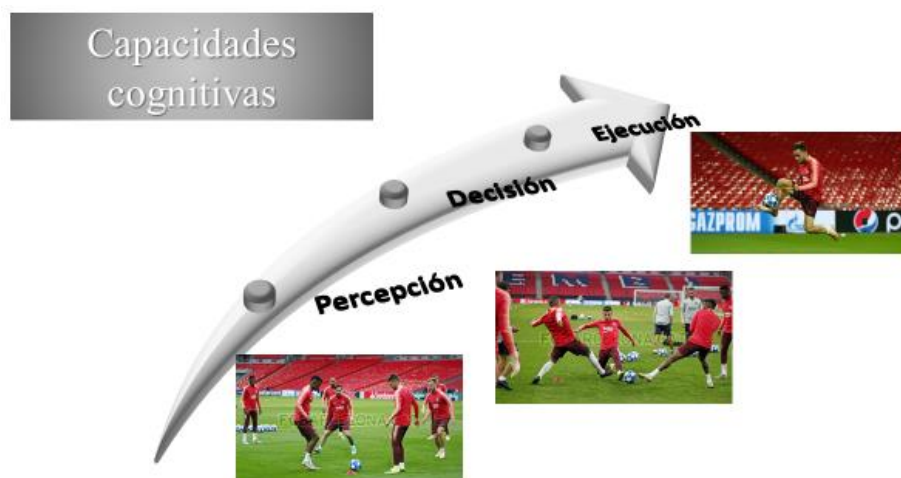 Capacidades
cognitivas
Ejecución
Decisión
Percepción
GAZPROM